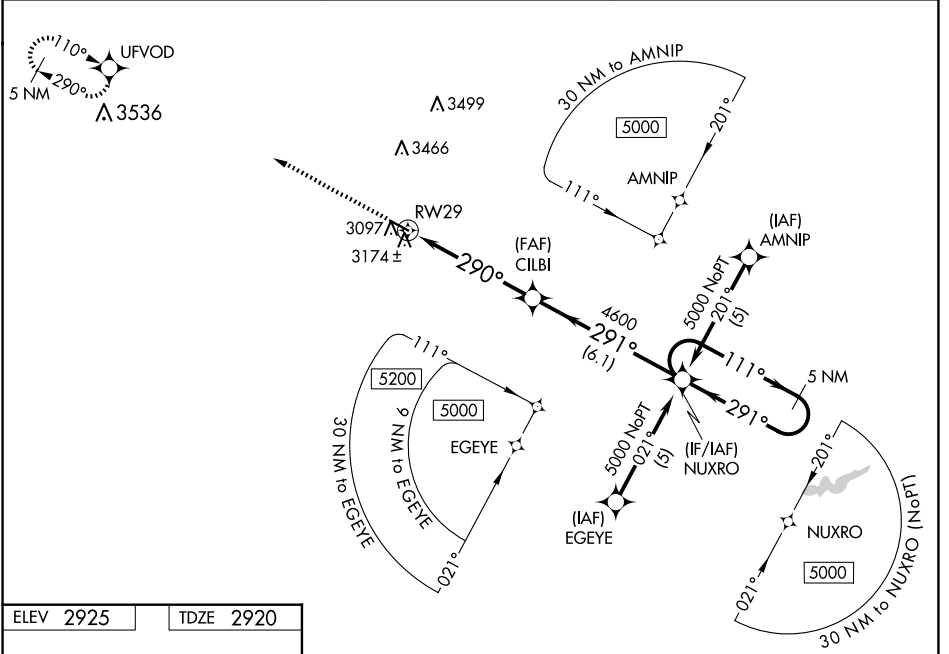 110°
UFVOD
290°
5 NM
3536
3499
3466
30 NM to AMNIP
5000
201°
AMNIP
111°
RW29
3097
3174 ±
290°
(FAF)
CILBI
(IAF)
AMNIP
5000 NoPT
201°
(5)
4600
291°
(6.1)
111°
5 NM
291°
(IF/IAF)
NUXRO
5000 NoPT
021°
(5)
(IAF)
EGEYE
111°
5200
5000
EGEYE
9 NM to EGEYE
30 NM to EGEYE
021°
201°
NUXRO
5000
021°
30 NM to NUXRO (NoPT)
ELEV 2925
TDZE 2920